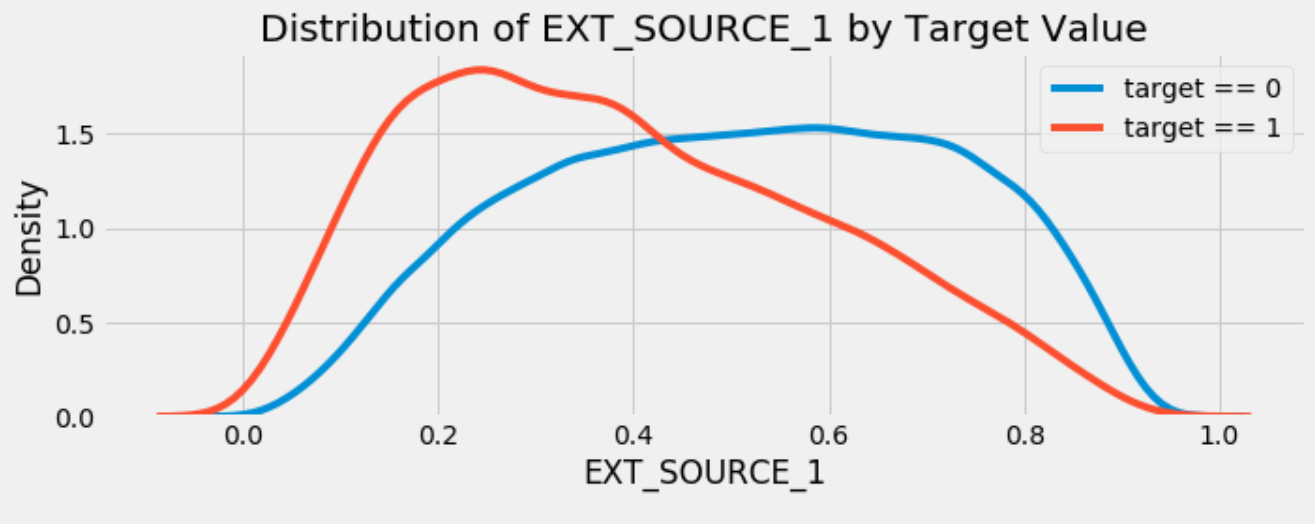 Distribution of EXT_SOURCE_1 by Target Value
target == 0
target == 1
Density
1.5
1.0
0.5
0.0
0.0 0.2 0.4 0.6 0.8 1.0
EXT_SOURCE_1